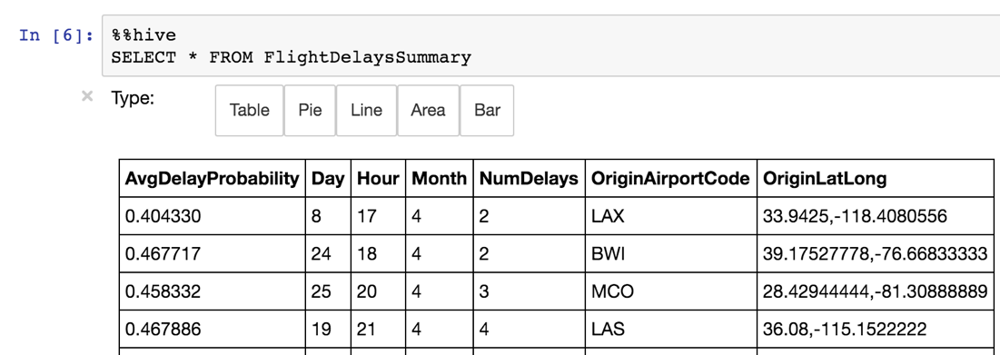 In [6]: %%hive
SELECT * FROM FlightDelaysSummary
× Type: Table Pie Line Area Bar
AvgDelayProbability Day Hour Month NumDelays OriginAirportCode OriginLatLong
0.404330 8 17 4 2 LAX 33.9425,-118.4080556
0.467717 24 18 4 2 BWI 39.17527778,-76.66833333
0.458332 25 20 4 3 MCO 28.42944444,-81.30888889
0.467886 19 21 4 4 LAS 36.08,-115.1522222